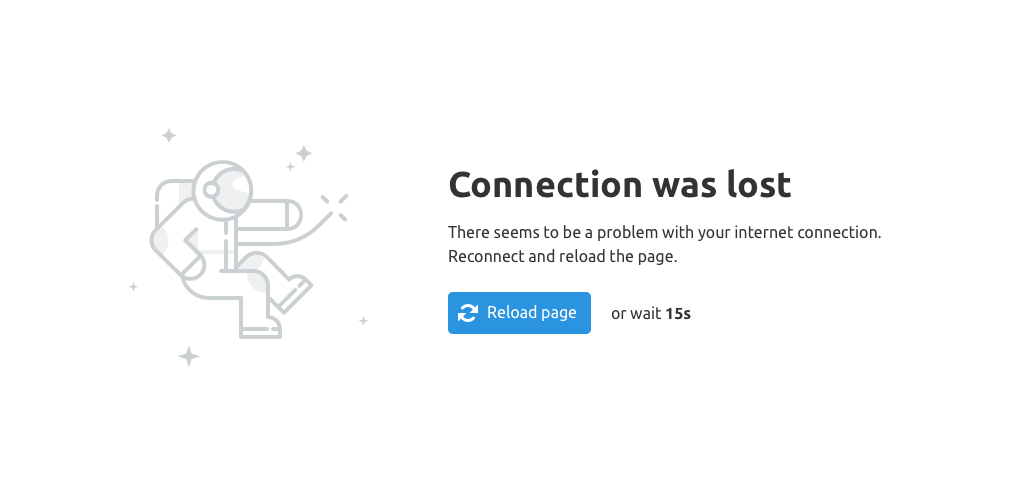 Connection was lost
There seems to be a problem with your internet connection.
Reconnect and reload the page.
Reload page or wait 15s